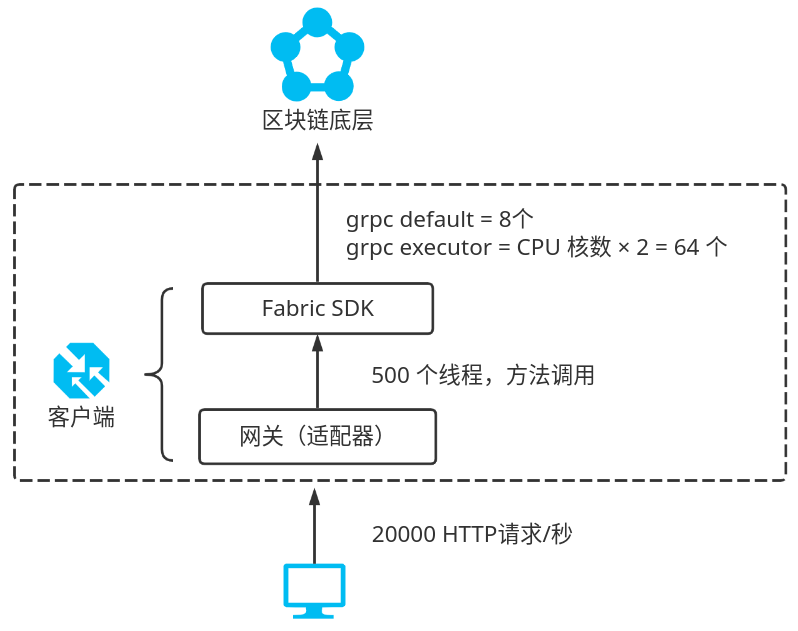 区块链底层
grpc default = 8个
grpc executor = CPU 核数 × 2 = 64 个
Fabric SDK
500 个线程，方法调用
客户端
网关（适配器）
20000 HTTP请求/秒